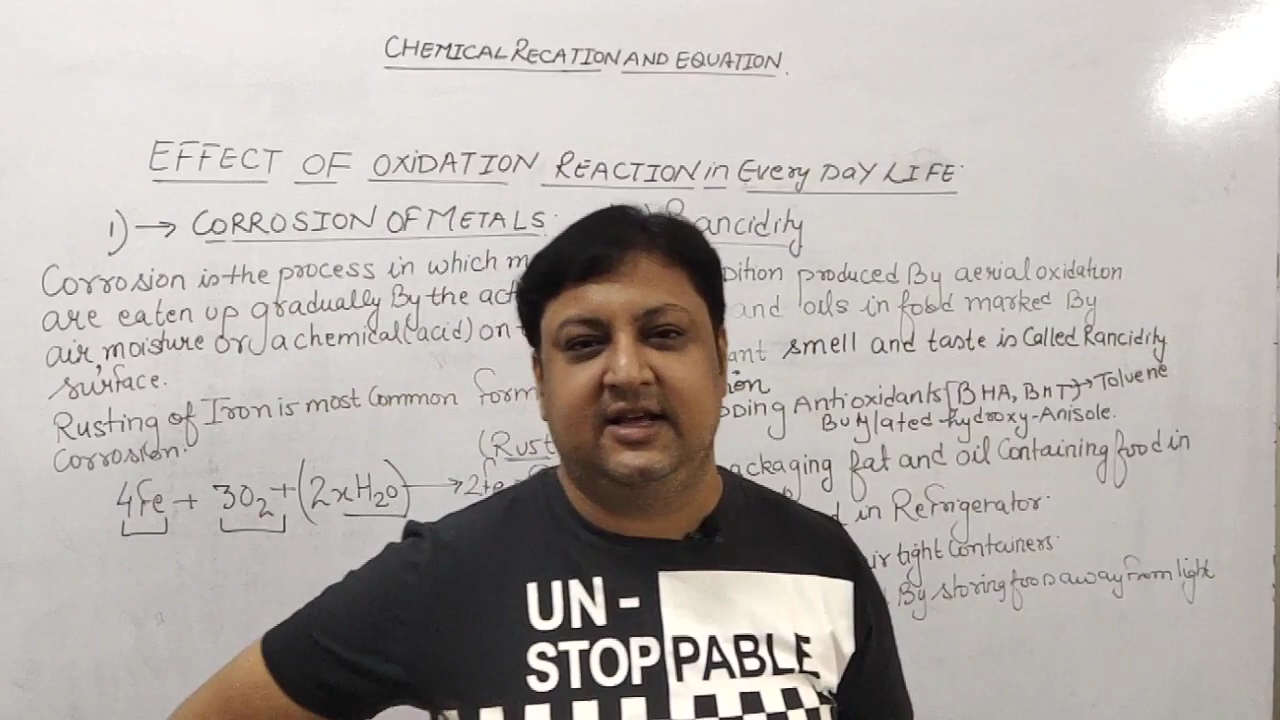 CHEMICAL RECATION AND EQUATION.
EFFECT OF OXIDATION REACTION in Every DAY LIFE.
1) → CORROSION OF METALS:
Corrosion is the process in which
are eaten up gradually By the
air, moisture or a chemical (acid) on
surface.
Rusting of Iron is most Common form
Corrosion.
(Rust
4Fe + 3O2 + (2xH2O) → 2Fe
Rancidity
produced By aerial oxidation
and oils in food marked By
smell and taste is Called Rancidity
Antioxidants [BHA, BHT] → Toluene
Butylated-hydroxy-Anisole.
fat and oil Containing food in
in Refrigerator.
tight Containers.
By storing food away from light
UN-
STOPPABLE